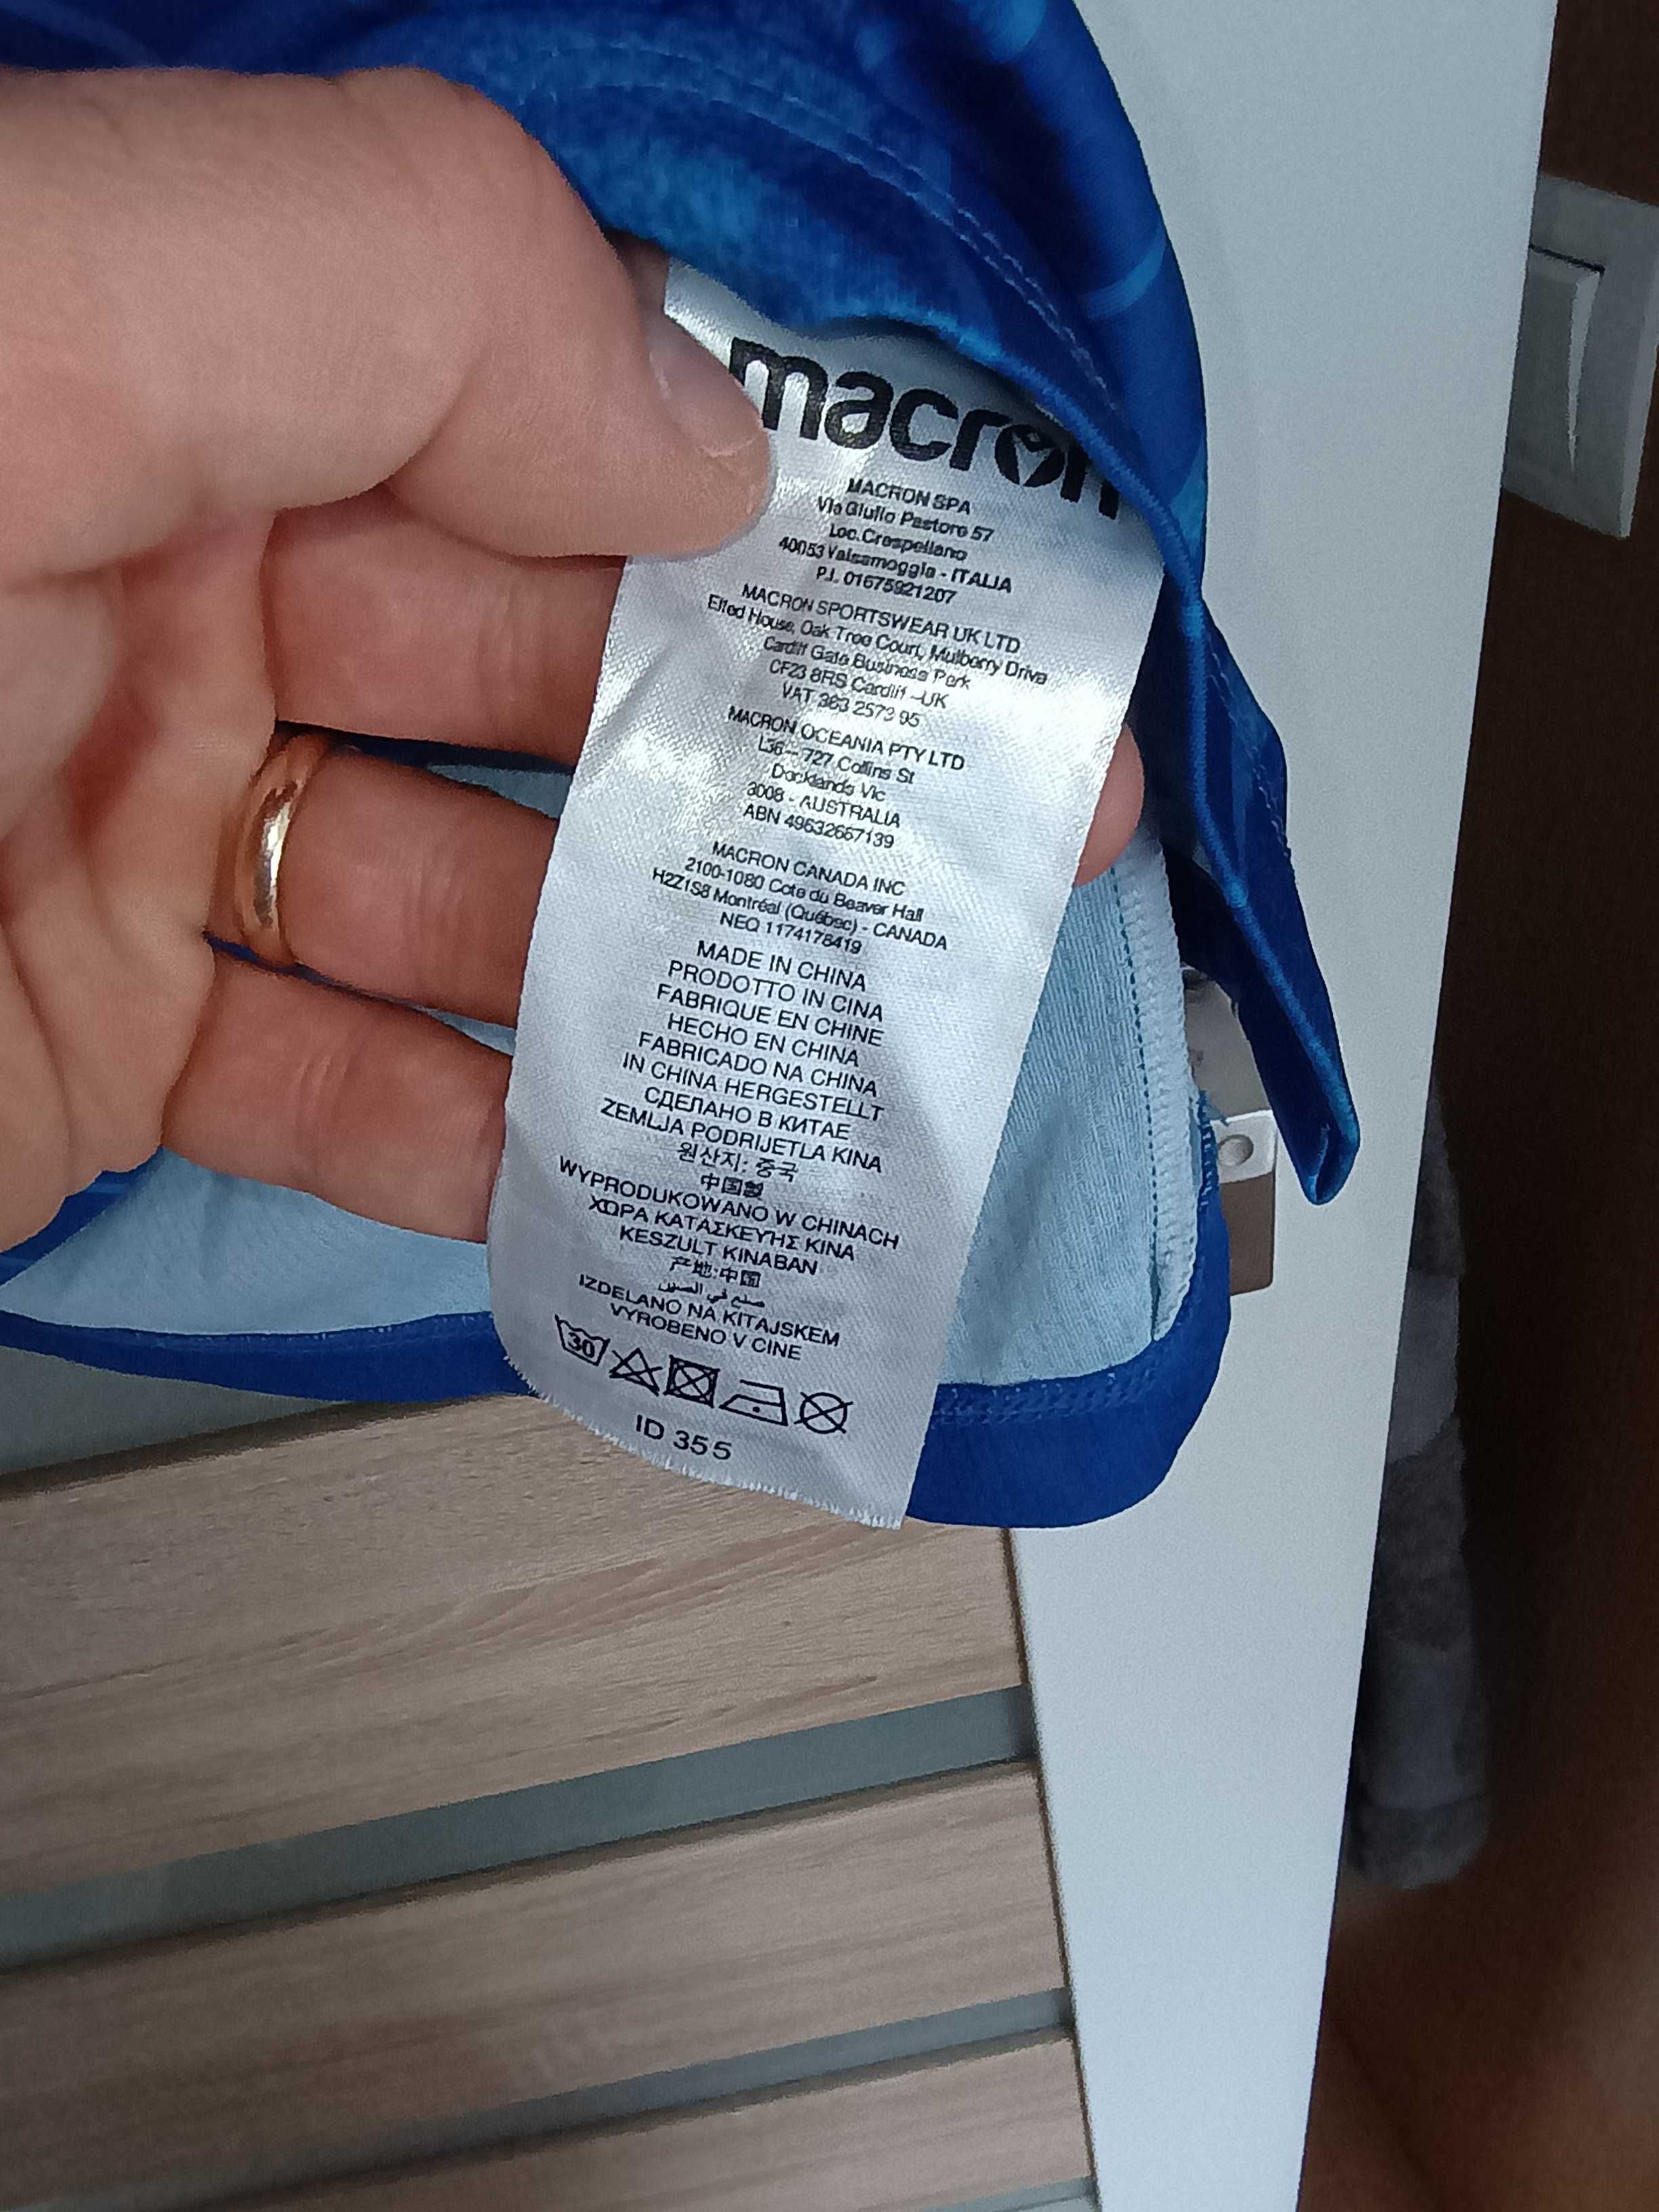 macron
MACRON SPA
Via Giulio Pastore 57
Loc.Crespellano
40053 Valsamoggia - ITALIA
P.I. 01675921207
MACRON SPORTSWEAR UK LTD
Elfed House, Oak Tree Court, Mulberry Drive
Cardiff Gate Business Park
CF23 8RS Cardiff -UK
VAT 363 2573 95
MACRON OCEANIA PTY LTD
L36 - 727 Collins St
Docklands Vic
3008 - AUSTRALIA
ABN 49632667139
MACRON CANADA INC
2100-1080 Cote du Beaver Hall
H2Z1S8 Montréal (Québec) - CANADA
NEQ 1174178419
MADE IN CHINA
PRODOTTO IN CINA
FABRIQUE EN CHINE
HECHO EN CHINA
FABRICADO NA CHINA
IN CHINA HERGESTELLT
СДЕЛАНО В КИТАЕ
ZEMLJA PODRIJETLA KINA
원산지: 중국
中国製
WYPRODUKOWANO W CHINACH
ΧΩΡΑ ΚΑΤΑΣΚΕΥΗΣ ΚΙΝΑ
KESZULT KINABAN
产地:中国
صنع في الصين
IZDELANO NA KITAJSKEM
VYROBENO V CINE
30
ID 355